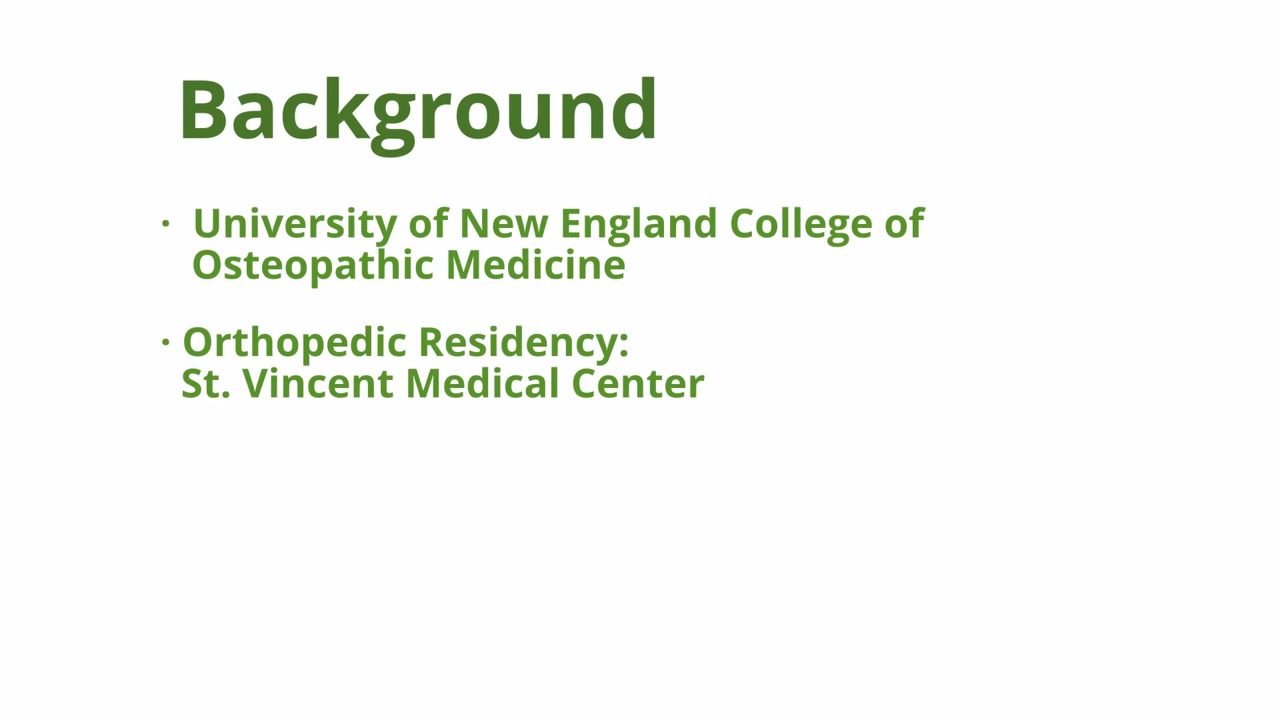 Background
· University of New England College of
Osteopathic Medicine
· Orthopedic Residency:
St. Vincent Medical Center